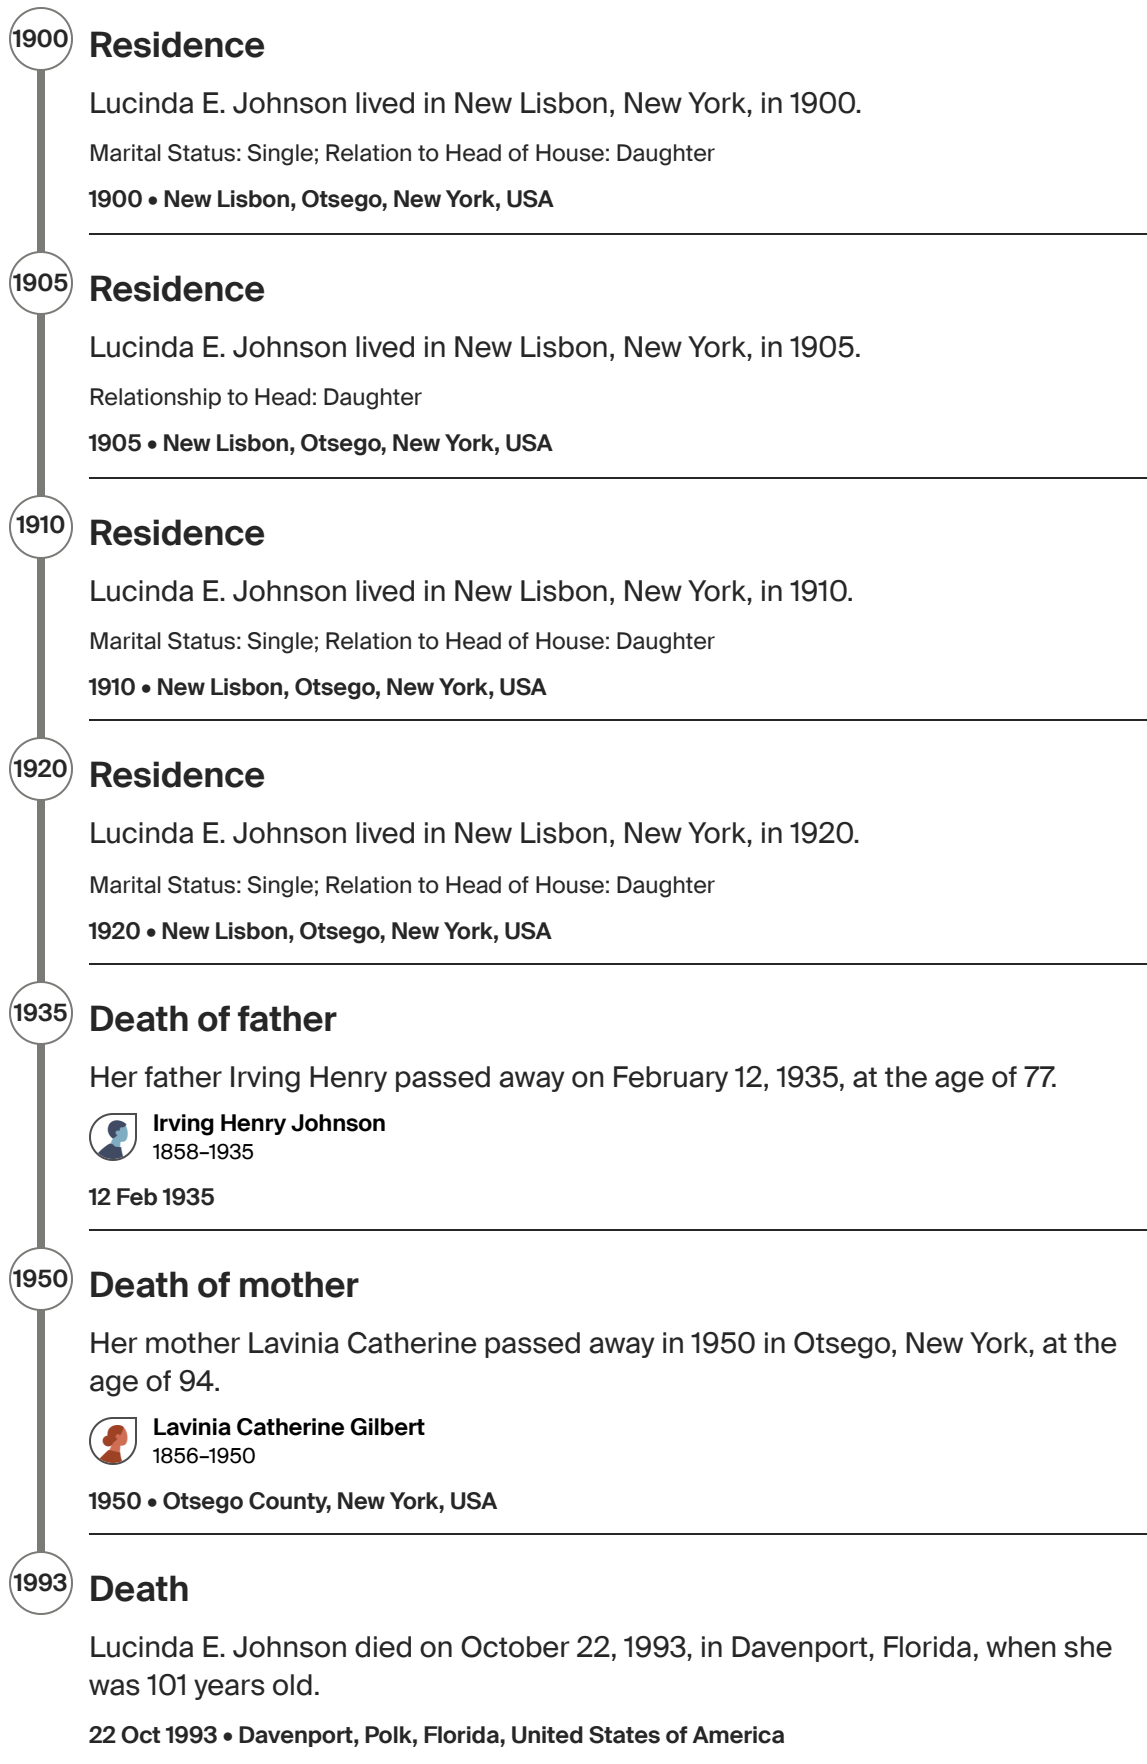 1900
Residence
Lucinda E. Johnson lived in New Lisbon, New York, in 1900.
Marital Status: Single; Relation to Head of House: Daughter
1900 • New Lisbon, Otsego, New York, USA
1905
Residence
Lucinda E. Johnson lived in New Lisbon, New York, in 1905.
Relationship to Head: Daughter
1905 • New Lisbon, Otsego, New York, USA
1910
Residence
Lucinda E. Johnson lived in New Lisbon, New York, in 1910.
Marital Status: Single; Relation to Head of House: Daughter
1910 • New Lisbon, Otsego, New York, USA
1920
Residence
Lucinda E. Johnson lived in New Lisbon, New York, in 1920.
Marital Status: Single; Relation to Head of House: Daughter
1920 • New Lisbon, Otsego, New York, USA
1935
Death of father
Her father Irving Henry passed away on February 12, 1935, at the age of 77.
Irving Henry Johnson
1858–1935
12 Feb 1935
1950
Death of mother
Her mother Lavinia Catherine passed away in 1950 in Otsego, New York, at the
age of 94.
Lavinia Catherine Gilbert
1856–1950
1950 • Otsego County, New York, USA
1993
Death
Lucinda E. Johnson died on October 22, 1993, in Davenport, Florida, when she
was 101 years old.
22 Oct 1993 • Davenport, Polk, Florida, United States of America